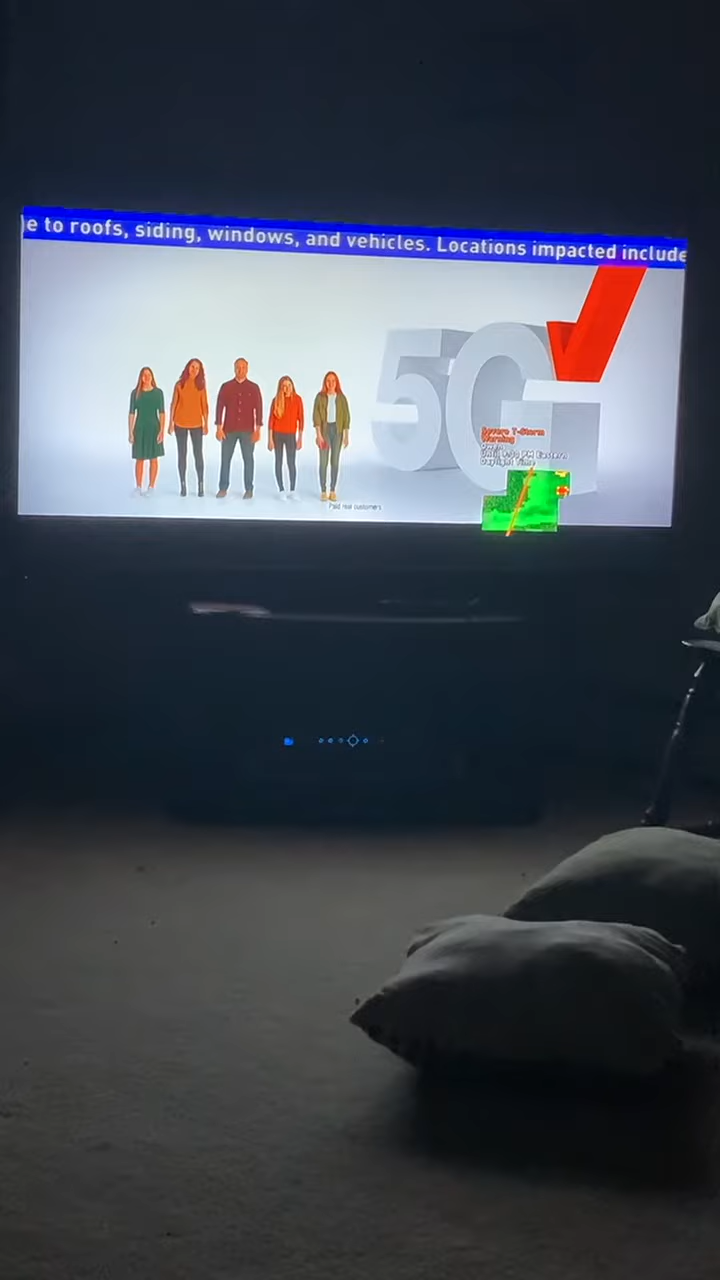 e to roofs, siding, windows, and vehicles. Locations impacted include
5G
Severe T-Storm
Warning
Until PM Eastern
Daylight Time
Paid real customers